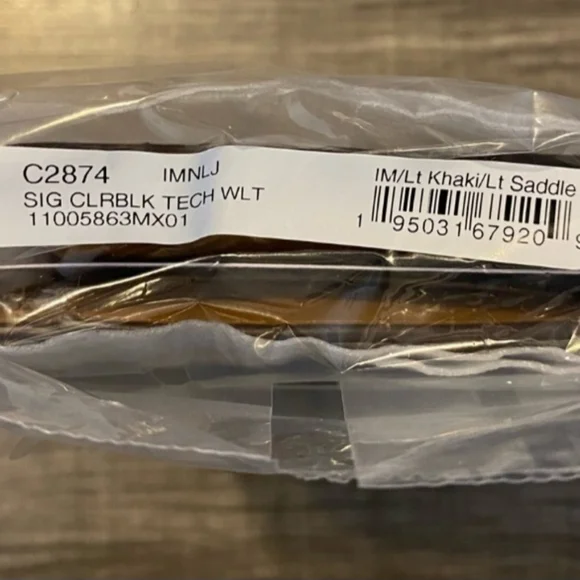 C2874 IMNLJ
SIG CLRBLK TECH WLT
11005863MX01
IM/Lt Khaki/Lt Saddle
1 95031 67920